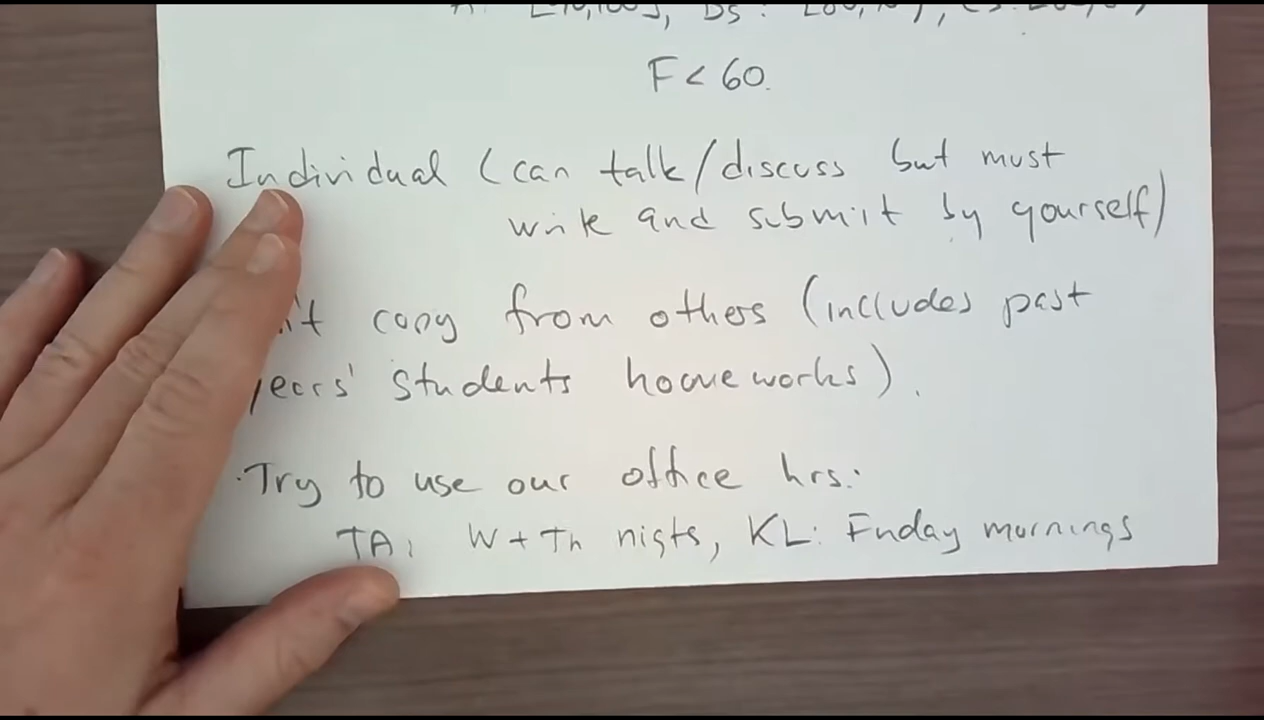 F < 60.
Individual (can talk/discuss but must
write and submit by yourself)
copy from others (includes past
years' students homeworks).
·Try to use our office hrs.
TA: W + Th nigts, KL: Friday mornings